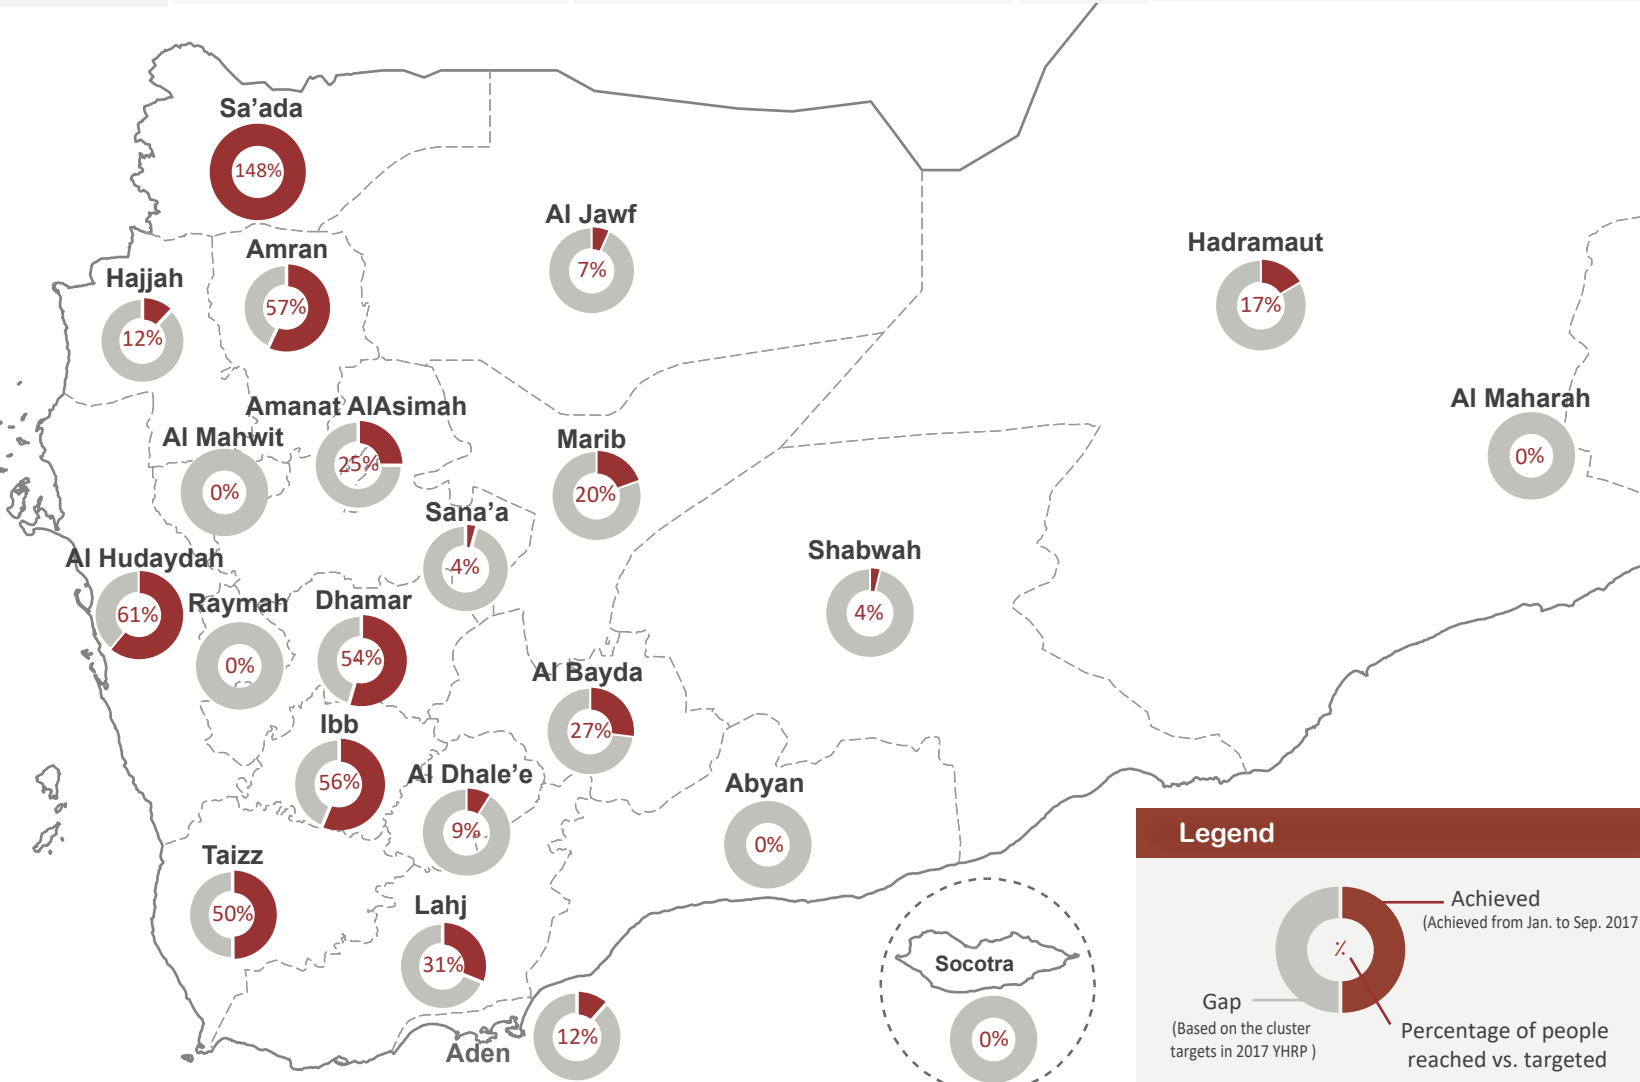 Sa’ada
148%
Al Jawf
7%
Hadramaut
17%
Amran
57%
Hajjah
12%
Al Maharah
0%
Amanat AlAsimah
25%
Al Mahwit
0%
Marib
20%
Sana’a
4%
Shabwah
4%
Al Hudaydah
61%
Raymah
0%
Dhamar
54%
Al Bayda
27%
Ibb
56%
Al Dhale’e
9%
Abyan
0%
Taizz
50%
Lahj
31%
Aden
12%
Socotra
0%
Legend
Achieved
(Achieved from Jan. to Sep. 2017
%
Gap
(Based on the cluster
targets in 2017 YHRP )
Percentage of people
reached vs. targeted